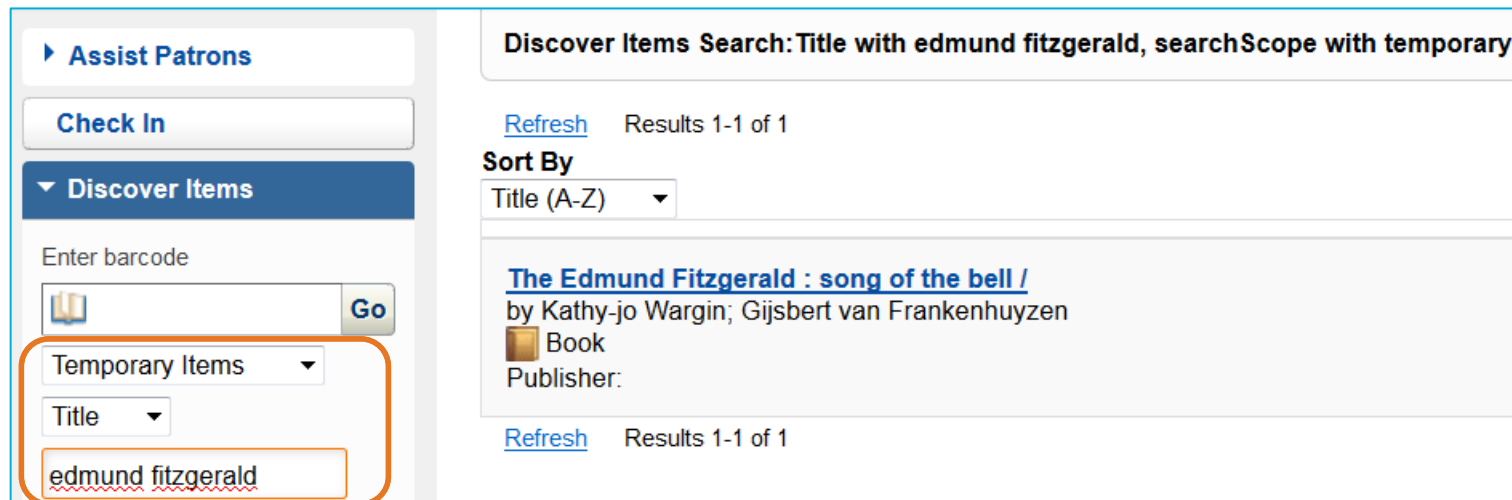 Assist Patrons
Check In
Discover Items
Enter barcode
Go
Temporary Items
Title
edmund fitzgerald
Discover Items Search:Title with edmund fitzgerald, searchScope with temporary
Refresh Results 1-1 of 1
Sort By
Title (A-Z)
The Edmund Fitzgerald : song of the bell /
by Kathy-jo Wargin; Gijsbert van Frankenhuyzen
Book
Publisher:
Refresh Results 1-1 of 1